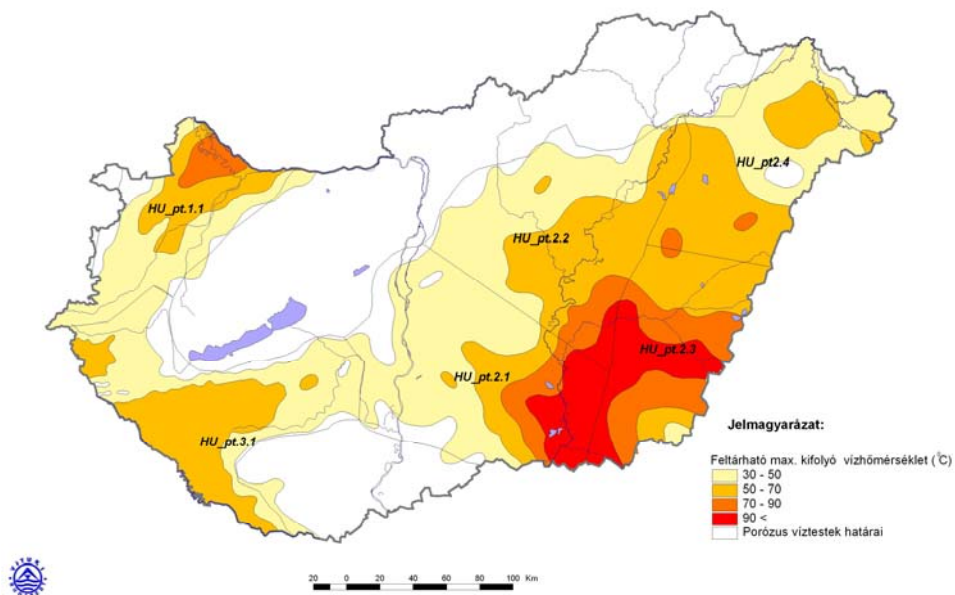 HU_pt.1.1
HU_pt2.4
HU_pt.2.2
HU_pt.2.3
HU_pt.2.1
HU_pt.3.1
Jelmagyarázat:
Feltárható max. kifolyó vízhőmérséklet (°C)
30 - 50
50 - 70
70 - 90
90 <
Porózus víztestek határai
20 0 20 40 60 80 100 Km